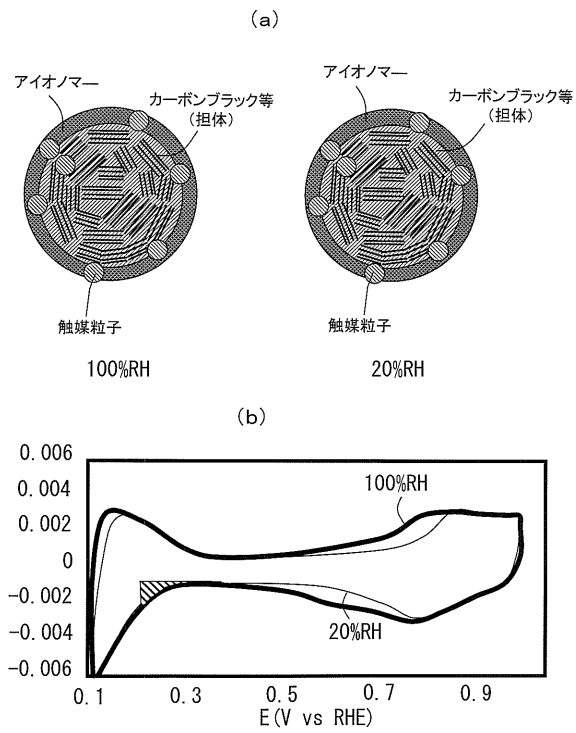 (a)
アイオノマー
カーボンブラック等
(担体)
触媒粒子
100%RH
アイオノマー
カーボンブラック等
(担体)
触媒粒子
20%RH
(b)
0.006
0.004
0.002
0
-0.002
-0.004
-0.006
100%RH
20%RH
0.1 0.3 0.5 0.7 0.9
E(V vs RHE)